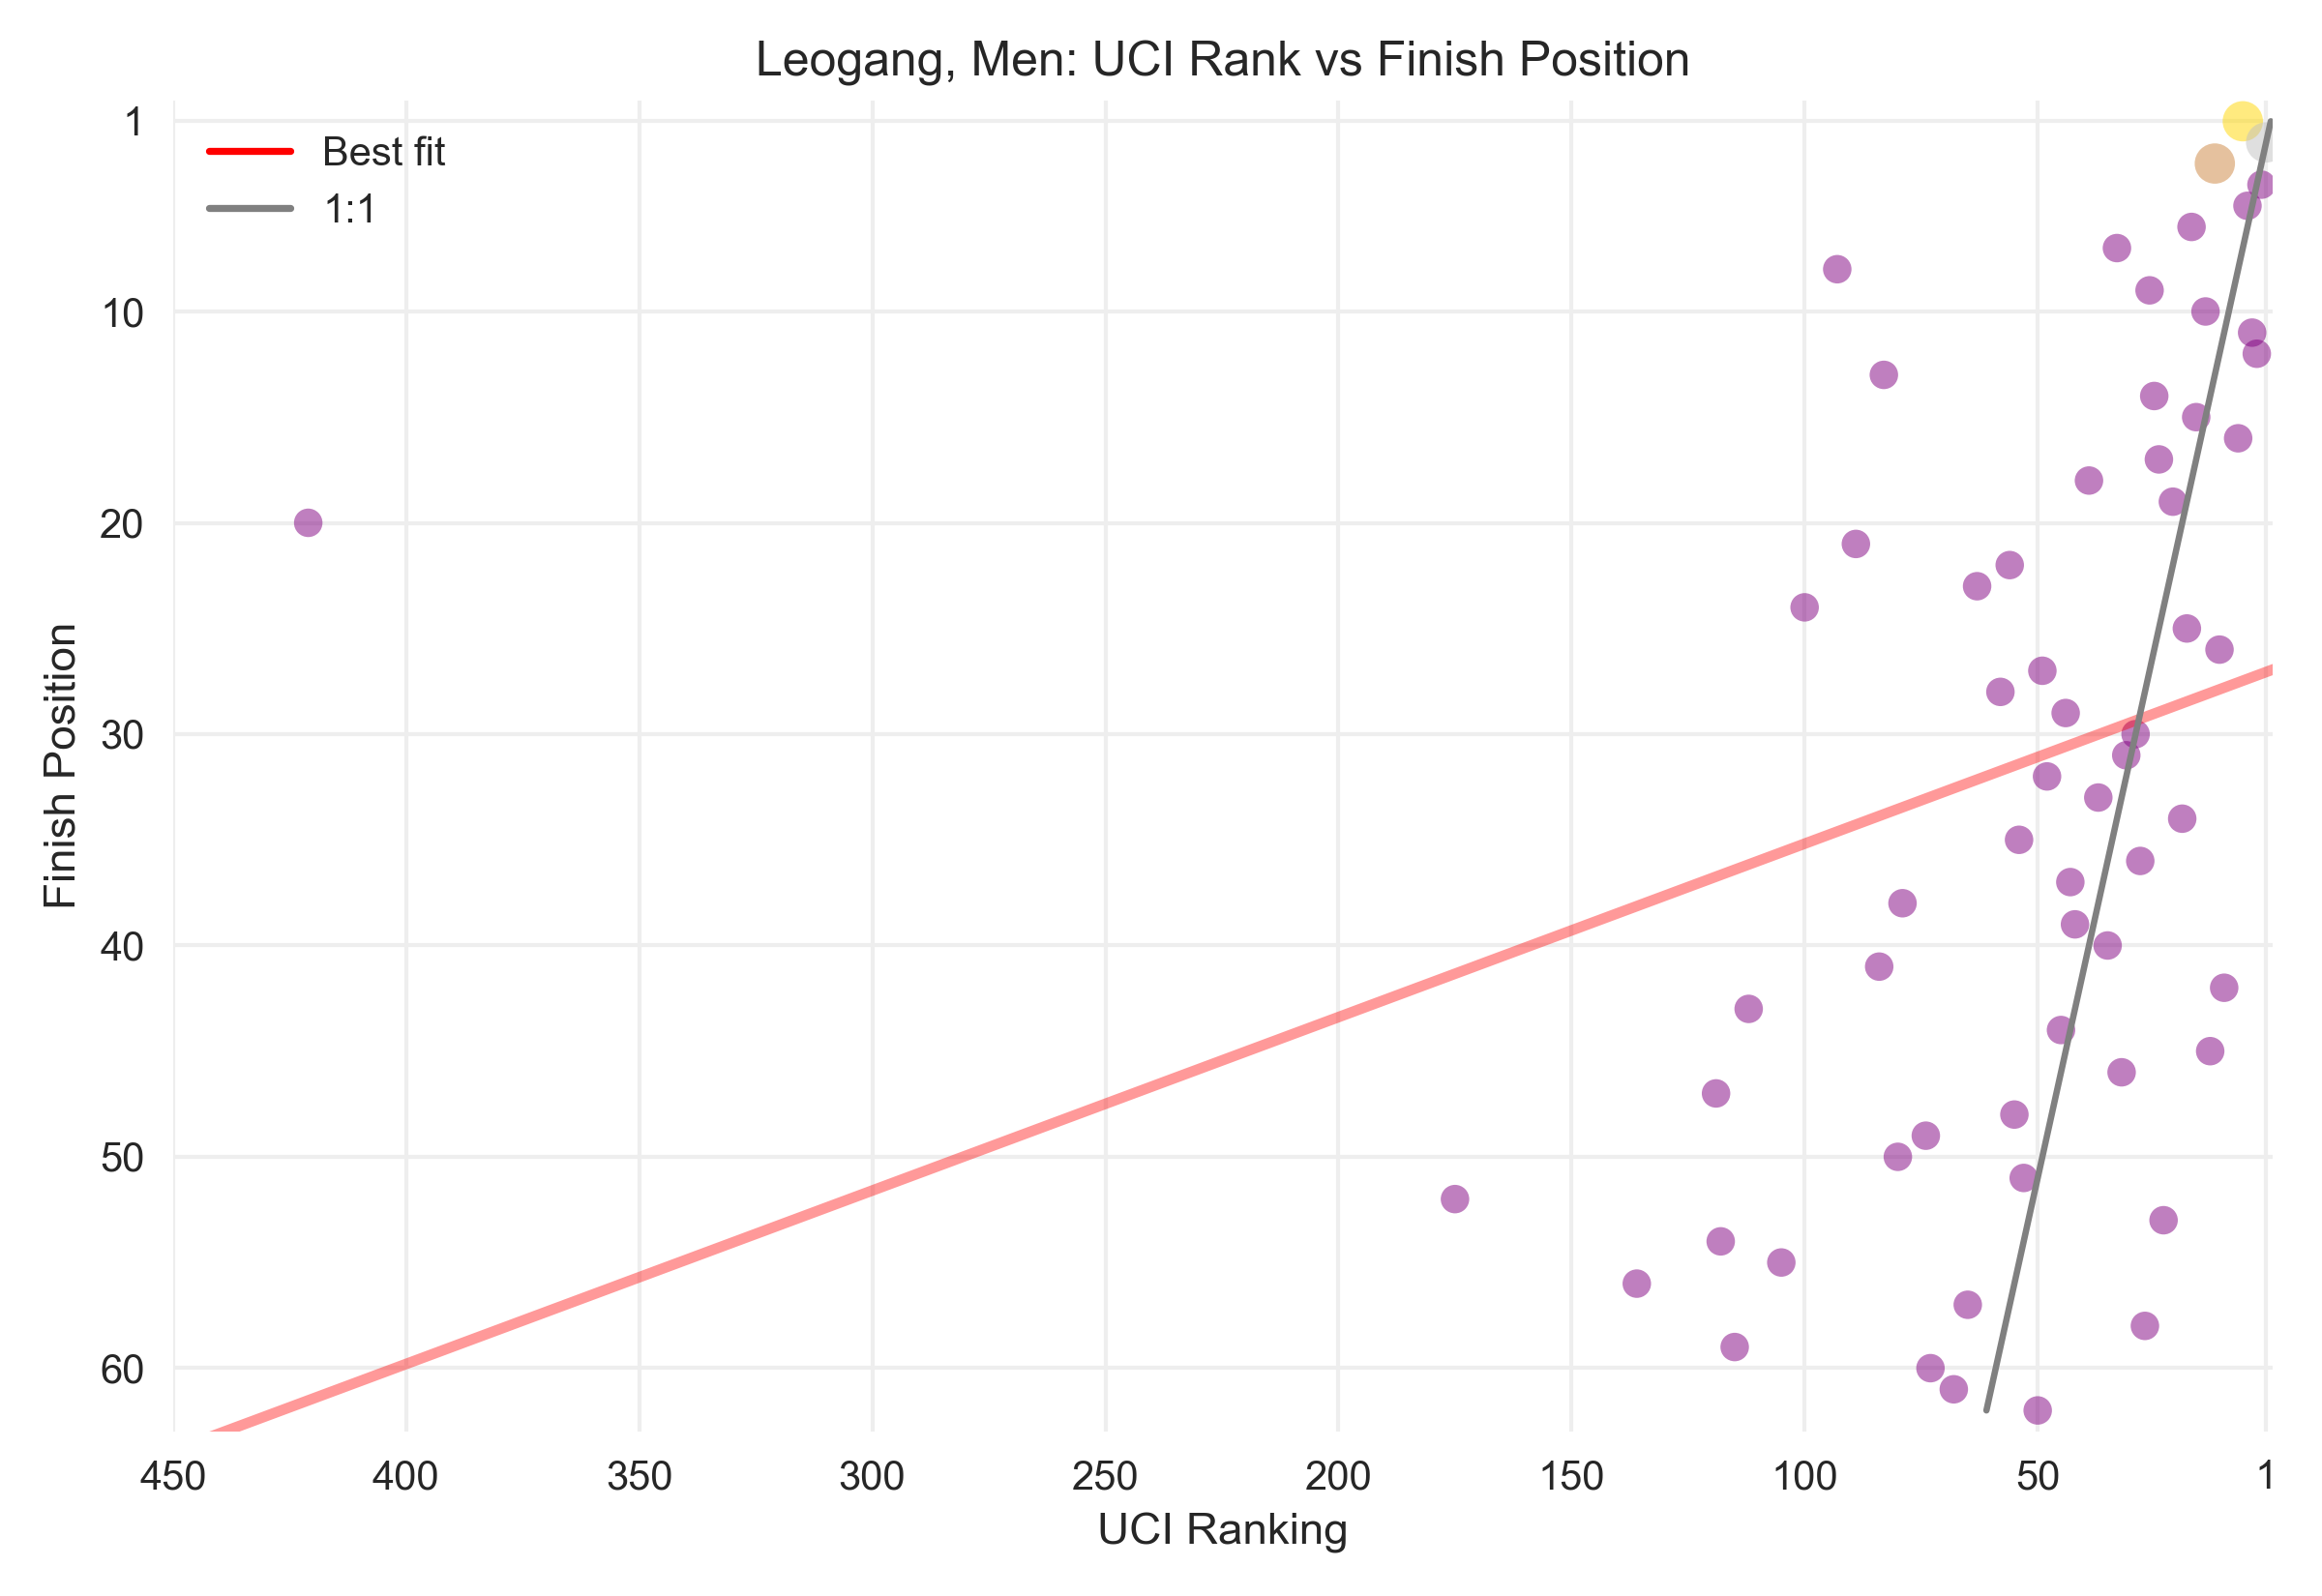 Leogang, Men: UCI Rank vs Finish Position
Best fit
1:1
1
10
20
30
40
50
60
Finish Position
450 400 350 300 250 200 150 100 50 1
UCI Ranking